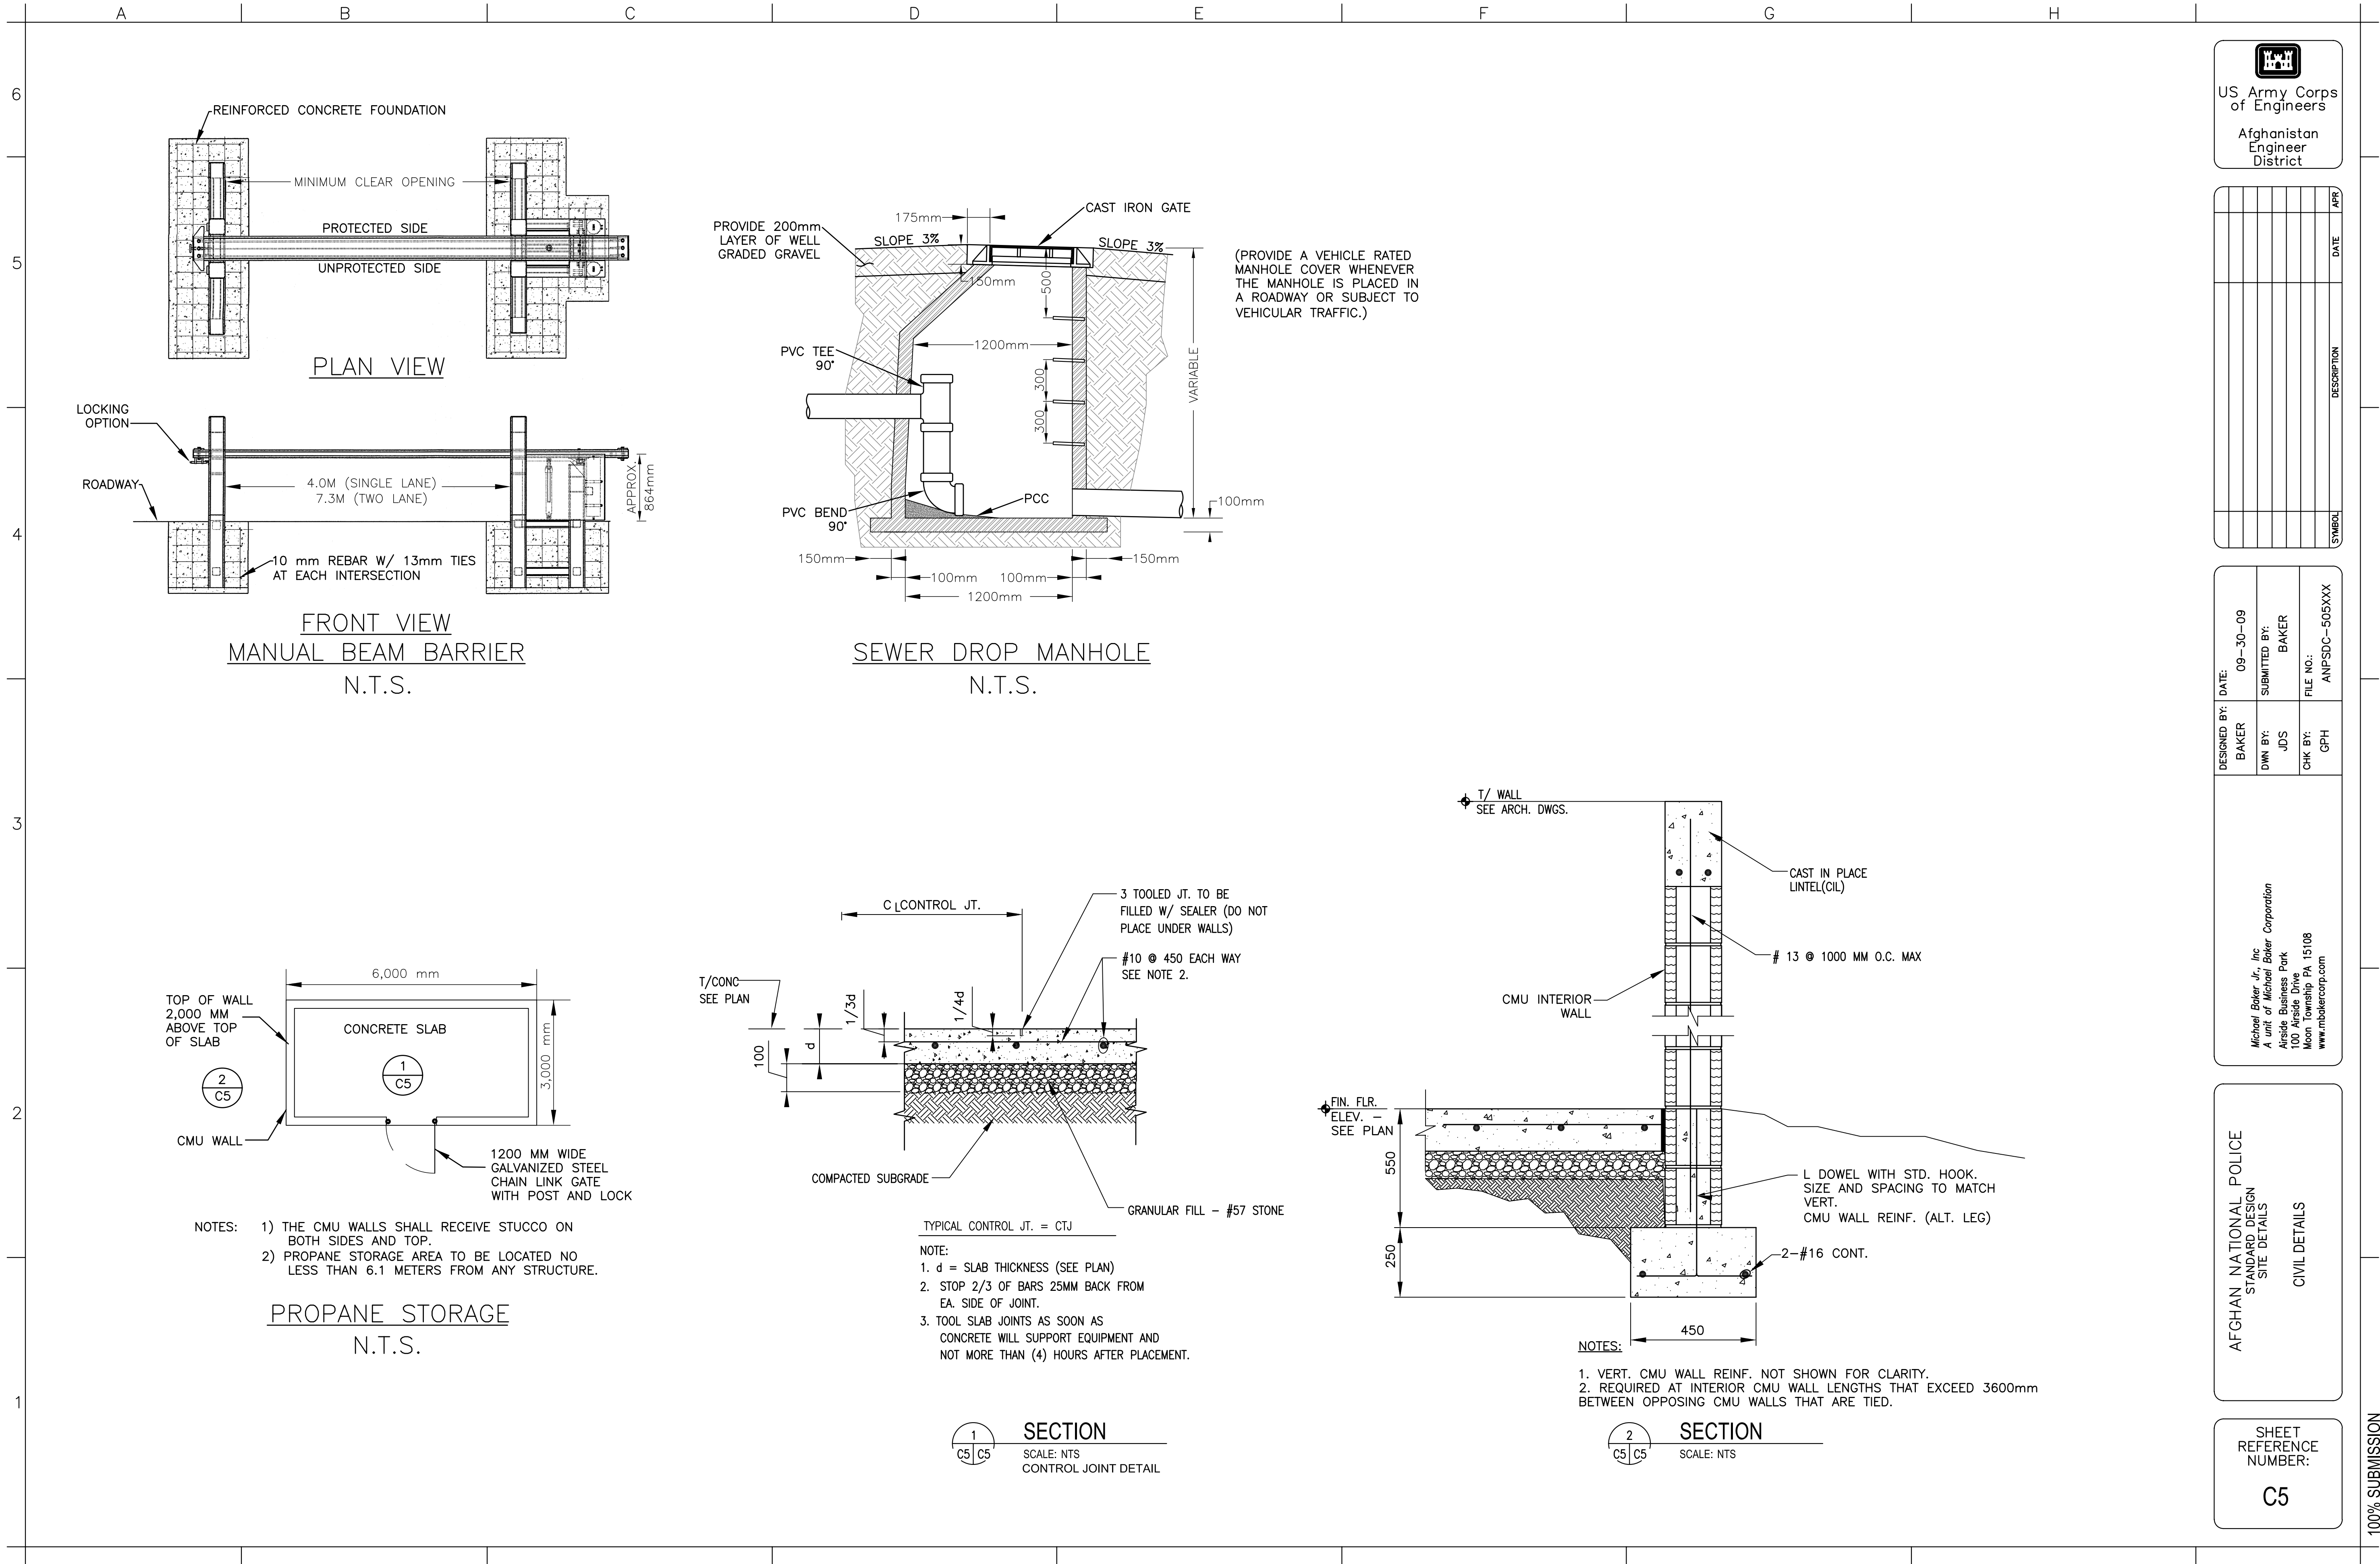 A
B
C
D
E
F
G
H
6
5
4
3
2
1
REINFORCED CONCRETE FOUNDATION
MINIMUM CLEAR OPENING
PROTECTED SIDE
UNPROTECTED SIDE
PLAN VIEW
LOCKING
OPTION
ROADWAY
4.0M (SINGLE LANE)
7.3M (TWO LANE)
APPROX.
864mm
10 mm REBAR W/ 13mm TIES
AT EACH INTERSECTION
FRONT VIEW
MANUAL BEAM BARRIER
N.T.S.
PROVIDE 200mm
LAYER OF WELL
GRADED GRAVEL
175mm
CAST IRON GATE
SLOPE 3%
SLOPE 3%
150mm
500
1200mm
PVC TEE
90°
300
300
VARIABLE
PCC
PVC BEND
90°
100mm
150mm
150mm
100mm
100mm
1200mm
(PROVIDE A VEHICLE RATED
MANHOLE COVER WHENEVER
THE MANHOLE IS PLACED IN
A ROADWAY OR SUBJECT TO
VEHICULAR TRAFFIC.)
SEWER DROP MANHOLE
N.T.S.
6,000 mm
TOP OF WALL
2,000 MM
ABOVE TOP
OF SLAB
CONCRETE SLAB
1
C5
2
C5
3,000 mm
CMU WALL
1200 MM WIDE
GALVANIZED STEEL
CHAIN LINK GATE
WITH POST AND LOCK
NOTES: 1) THE CMU WALLS SHALL RECEIVE STUCCO ON
BOTH SIDES AND TOP.
2) PROPANE STORAGE AREA TO BE LOCATED NO
LESS THAN 6.1 METERS FROM ANY STRUCTURE.
PROPANE STORAGE
N.T.S.
C L CONTROL JT.
3 TOOLED JT. TO BE
FILLED W/ SEALER (DO NOT
PLACE UNDER WALLS)
#10 @ 450 EACH WAY
SEE NOTE 2.
T/CONC
SEE PLAN
1/3d
1/4d
100
d
COMPACTED SUBGRADE
GRANULAR FILL – #57 STONE
TYPICAL CONTROL JT. = CTJ
NOTE:
1. d = SLAB THICKNESS (SEE PLAN)
2. STOP 2/3 OF BARS 25MM BACK FROM
EA. SIDE OF JOINT.
3. TOOL SLAB JOINTS AS SOON AS
CONCRETE WILL SUPPORT EQUIPMENT AND
NOT MORE THAN (4) HOURS AFTER PLACEMENT.
1
C5 C5
SECTION
SCALE: NTS
CONTROL JOINT DETAIL
T/ WALL
SEE ARCH. DWGS.
CAST IN PLACE
LINTEL(CIL)
# 13 @ 1000 MM O.C. MAX
CMU INTERIOR
WALL
FIN. FLR.
ELEV. –
SEE PLAN
550
250
L DOWEL WITH STD. HOOK.
SIZE AND SPACING TO MATCH
VERT.
CMU WALL REINF. (ALT. LEG)
2–#16 CONT.
450
NOTES:
1. VERT. CMU WALL REINF. NOT SHOWN FOR CLARITY.
2. REQUIRED AT INTERIOR CMU WALL LENGTHS THAT EXCEED 3600mm
BETWEEN OPPOSING CMU WALLS THAT ARE TIED.
2
C5 C5
SECTION
SCALE: NTS
US Army Corps
of Engineers
Afghanistan
Engineer
District
SYMBOL
DESCRIPTION
DATE
APR
DESIGNED BY:
BAKER
DATE:
09–30–09
DWN BY:
JDS
SUBMITTED BY:
BAKER
CHK BY:
GPH
FILE NO.:
ANPSDC–505XXX
Michael Baker Jr., Inc
A unit of Michael Baker Corporation
Airside Business Park
100 Airside Drive
Moon Township PA 15108
www.mbakercorp.com
AFGHAN NATIONAL POLICE
STANDARD DESIGN
SITE DETAILS
CIVIL DETAILS
SHEET
REFERENCE
NUMBER:
C5
100% SUBMISSION